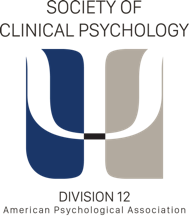 SOCIETY OF
CLINICAL PSYCHOLOGY
DIVISION 12
American Psychological Association